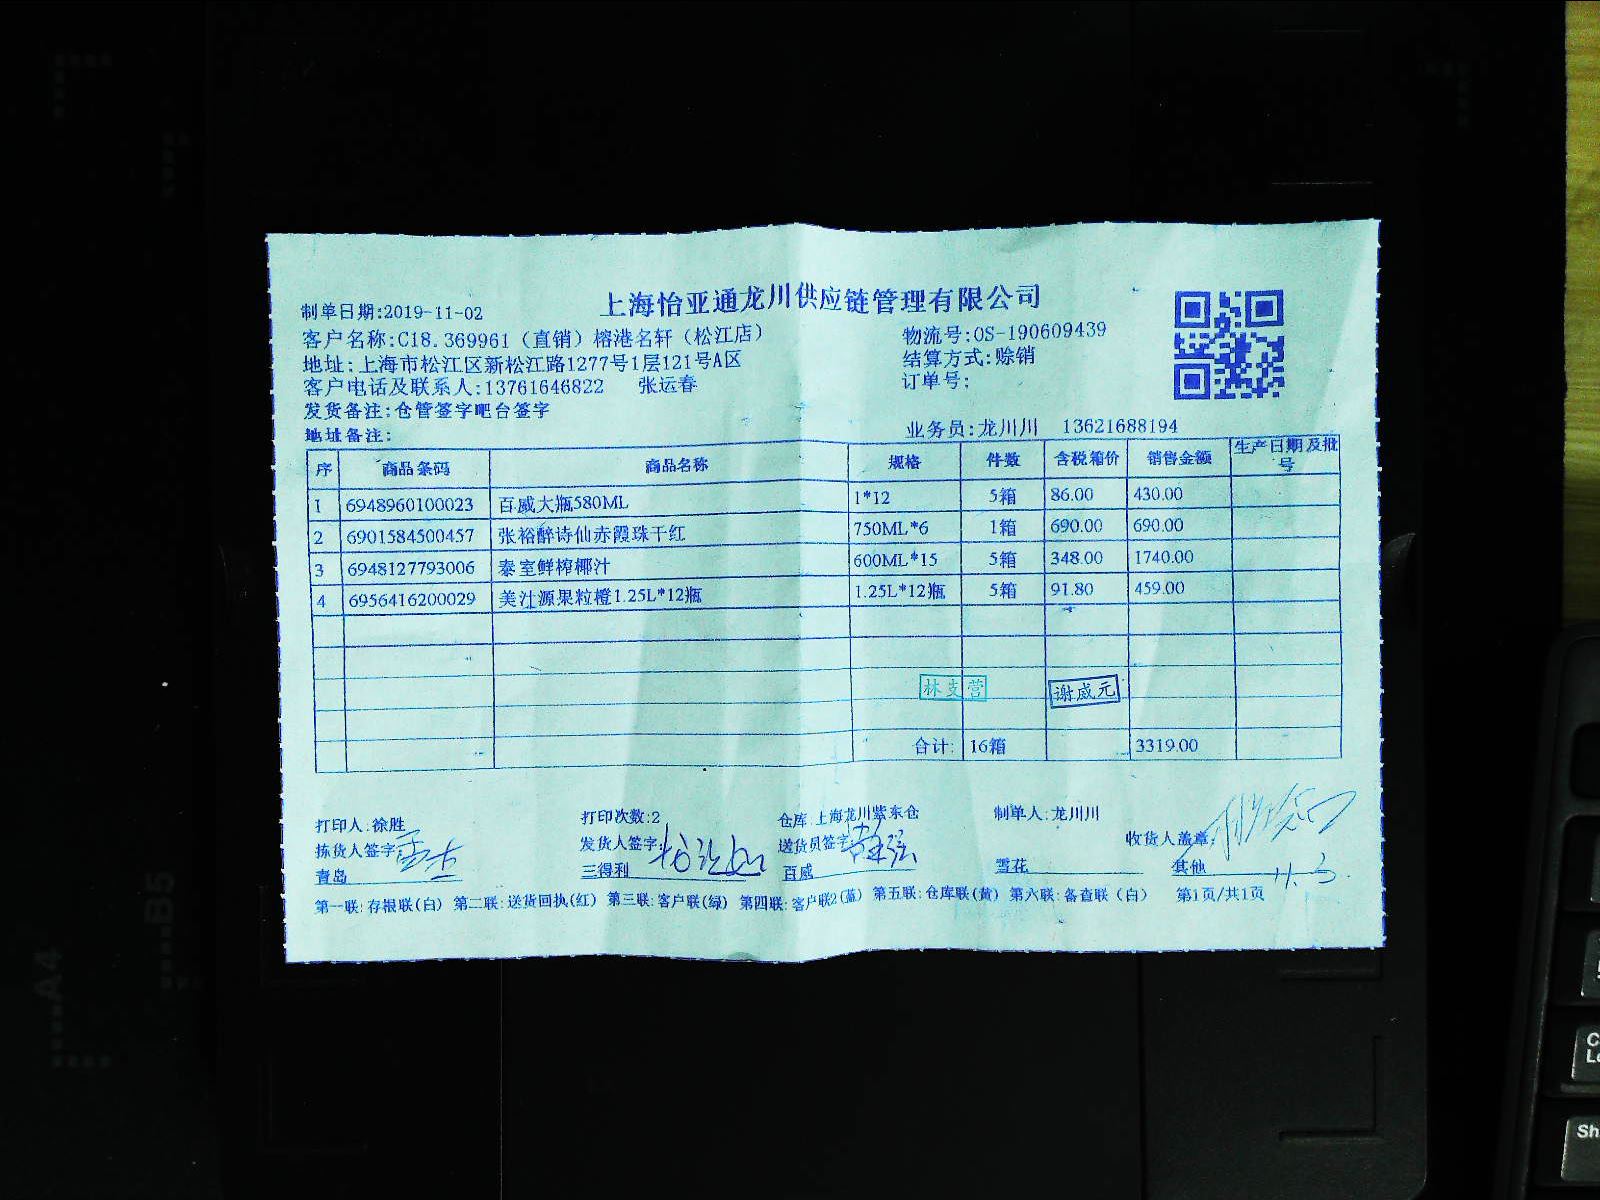 上海怡亚通龙川供应链管理有限公司
制单日期:2019-11-02
客户名称:C18.369961（直销）榕港名轩（松江店） 物流号:OS-190609439
地址:上海市松江区新松江路1277号1层121号A区 结算方式:赊销
客户电话及联系人:13761646822 张运春 订单号:
发货备注:仓管签字吧台签字
地址备注: 业务员:龙川川 13621688194
序 商品条码 商品名称 规格 件数 含税箱价 销售金额 生产日期及批号
1 6948960100023 百威大瓶580ML 1*12 5箱 86.00 430.00
2 6901584500457 张裕醉诗仙赤霞珠干红 750ML*6 1箱 690.00 690.00
3 6948127793006 泰室鲜榨椰汁 600ML*15 5箱 348.00 1740.00
4 6956416200029 美汁源果粒橙1.25L*12瓶 1.25L*12瓶 5箱 91.80 459.00
林支营 谢威元
合计: 16箱 3319.00
打印人:徐胜 打印次数:2 仓库:上海龙川紫东仓 制单人:龙川川
拣货人签字: 发货人签字: 送货员签字: 收货人盖章:
青岛 三得利 百威 雪花 其他 11.3.
第一联:存根联(白) 第二联:送货回执(红) 第三联:客户联(绿) 第四联:客户联2(蓝) 第五联:仓库联(黄) 第六联:备查联（白） 第1页/共1页
A4
B5
Sh